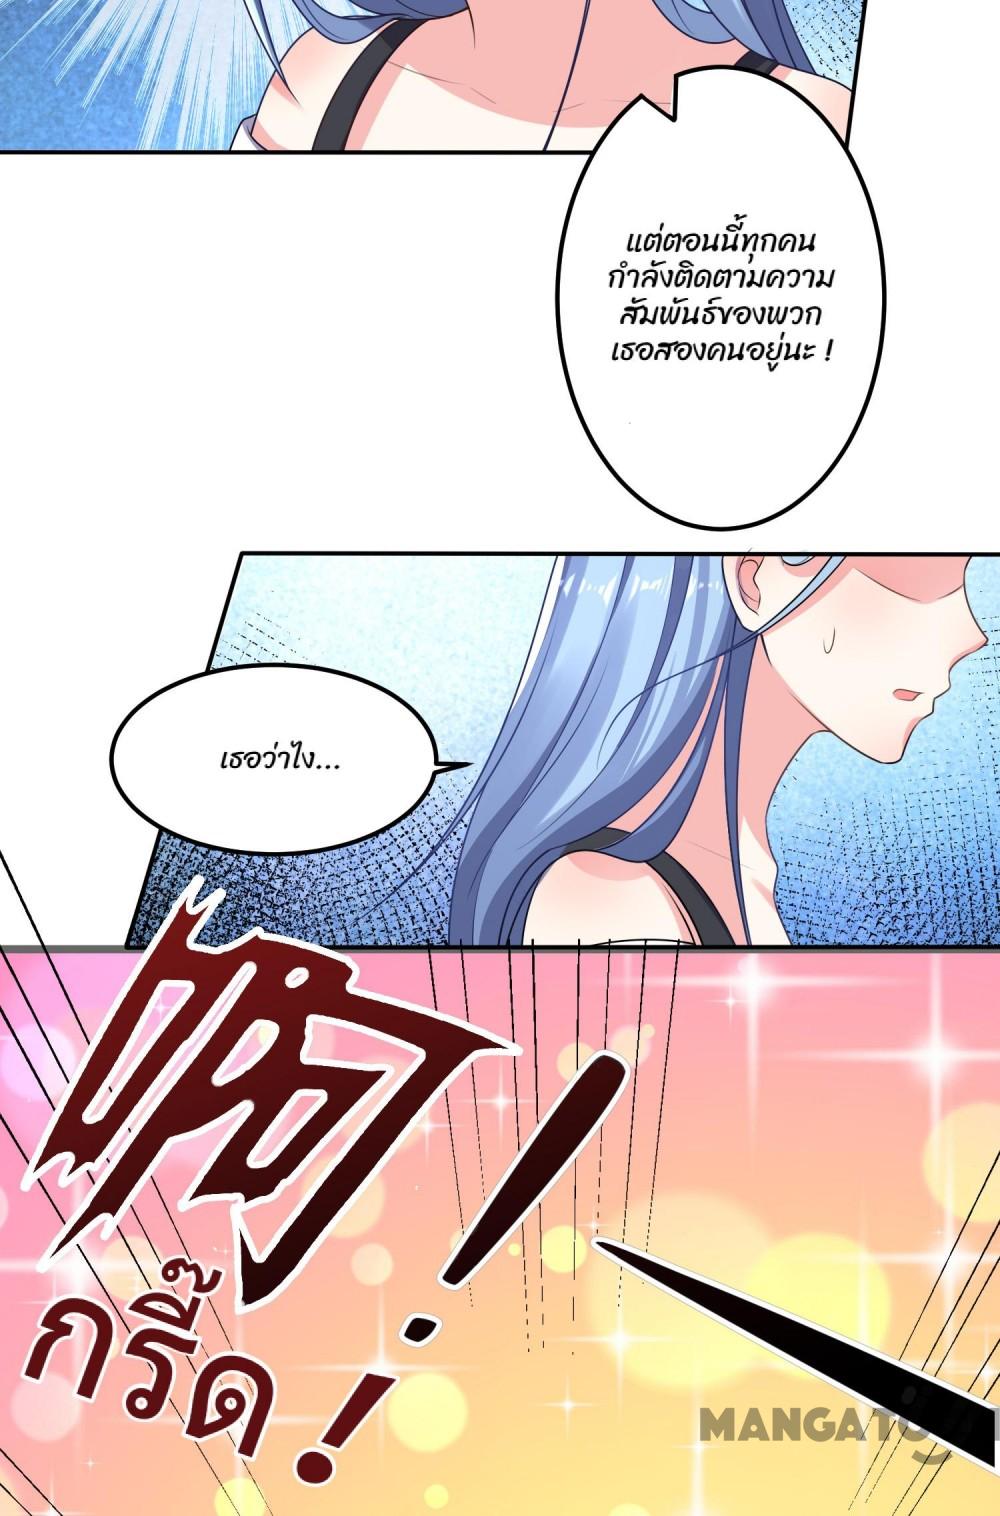 แต่ตอนนี้ทุกคน
กำลังติดตามความ
สัมพันธ์ของพวก
เธอสองคนอยู่นะ !
เธอว่าไง...
啊!
กรี๊ด !
MANGATO